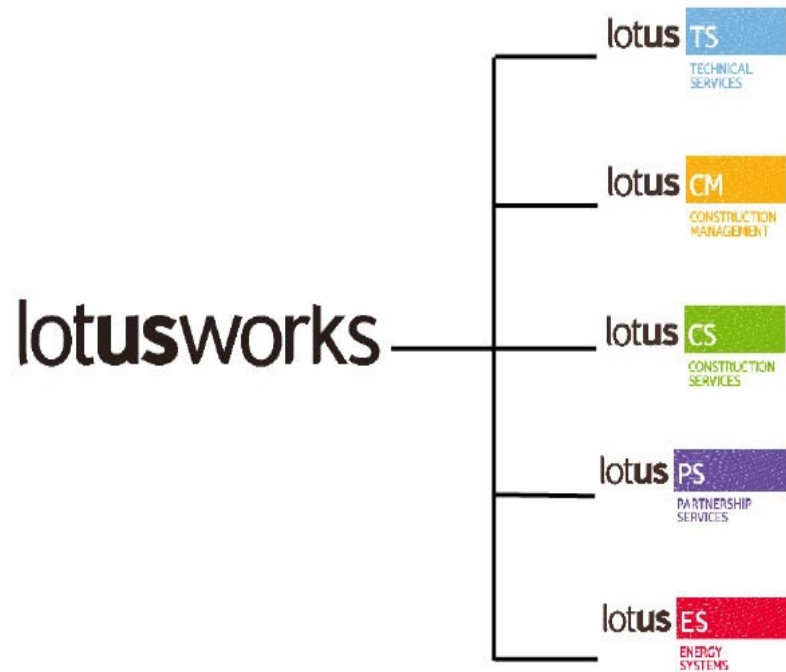 lotus TS
TECHNICAL
SERVICES
lotus CM
CONSTRUCTION
MANAGEMENT
lotusworks
lotus CS
CONSTRUCTION
SERVICES
lotus PS
PARTNERSHIP
SERVICES
lotus ES
ENERGY
SYSTEMS